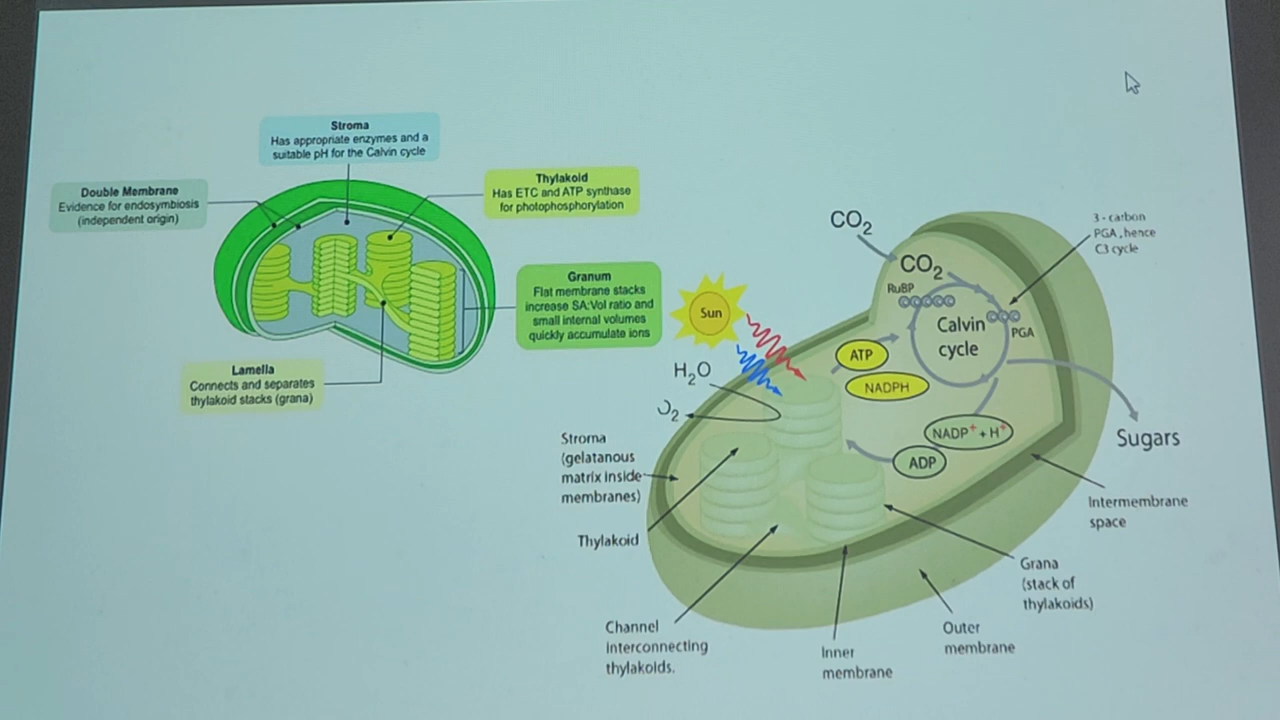 Stroma
Has appropriate enzymes and a
suitable pH for the Calvin cycle
Double Membrane
Evidence for endosymbiosis
(independent origin)
Thylakoid
Has ETC and ATP synthase
for photophosphorylation
Granum
Flat membrane stacks
increase SA:Vol ratio and
small internal volumes
quickly accumulate ions
Lamella
Connects and separates
thylakoid stacks (grana)
CO₂
CO₂
3 - carbon
PGA, hence
C3 cycle
RuBP
Sun
Calvin
cycle
PGA
ATP
NADPH
H₂O
O₂
NADP⁺ + H⁺
ADP
Sugars
Stroma
(gelatanous
matrix inside
membranes)
Thylakoid
Intermembrane
space
Grana
(stack of
thylakoids)
Channel
interconnecting
thylakoids.
Inner
membrane
Outer
membrane